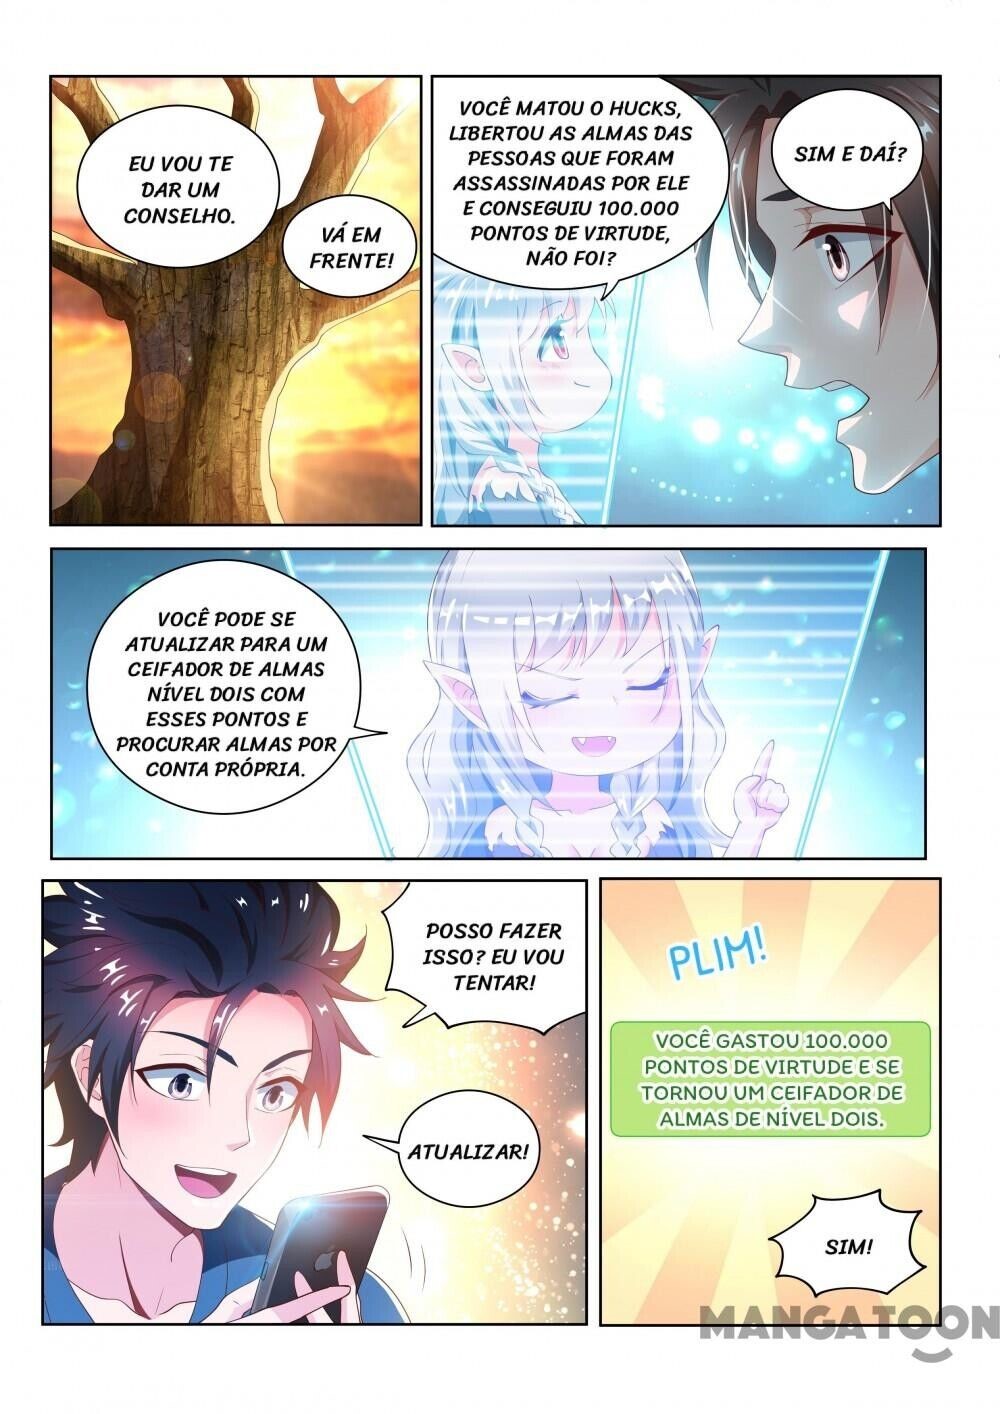 EU VOU TE
DAR UM
CONSELHO.
VÁ EM
FRENTE!
VOCÊ MATOU O HUCKS,
LIBERTOU AS ALMAS DAS
PESSOAS QUE FORAM
ASSASSINADAS POR ELE
E CONSEGUIU 100.000
PONTOS DE VIRTUDE,
NÃO FOI?
SIM E DAÍ?
VOCÊ PODE SE
ATUALIZAR PARA UM
CEIFADOR DE ALMAS
NÍVEL DOIS COM
ESSES PONTOS E
PROCURAR ALMAS POR
CONTA PRÓPRIA.
POSSO FAZER
ISSO? EU VOU
TENTAR!
ATUALIZAR!
PLIM!
VOCÊ GASTOU 100.000
PONTOS DE VIRTUDE E SE
TORNOU UM CEIFADOR DE
ALMAS DE NÍVEL DOIS.
SIM!
MANGATOON